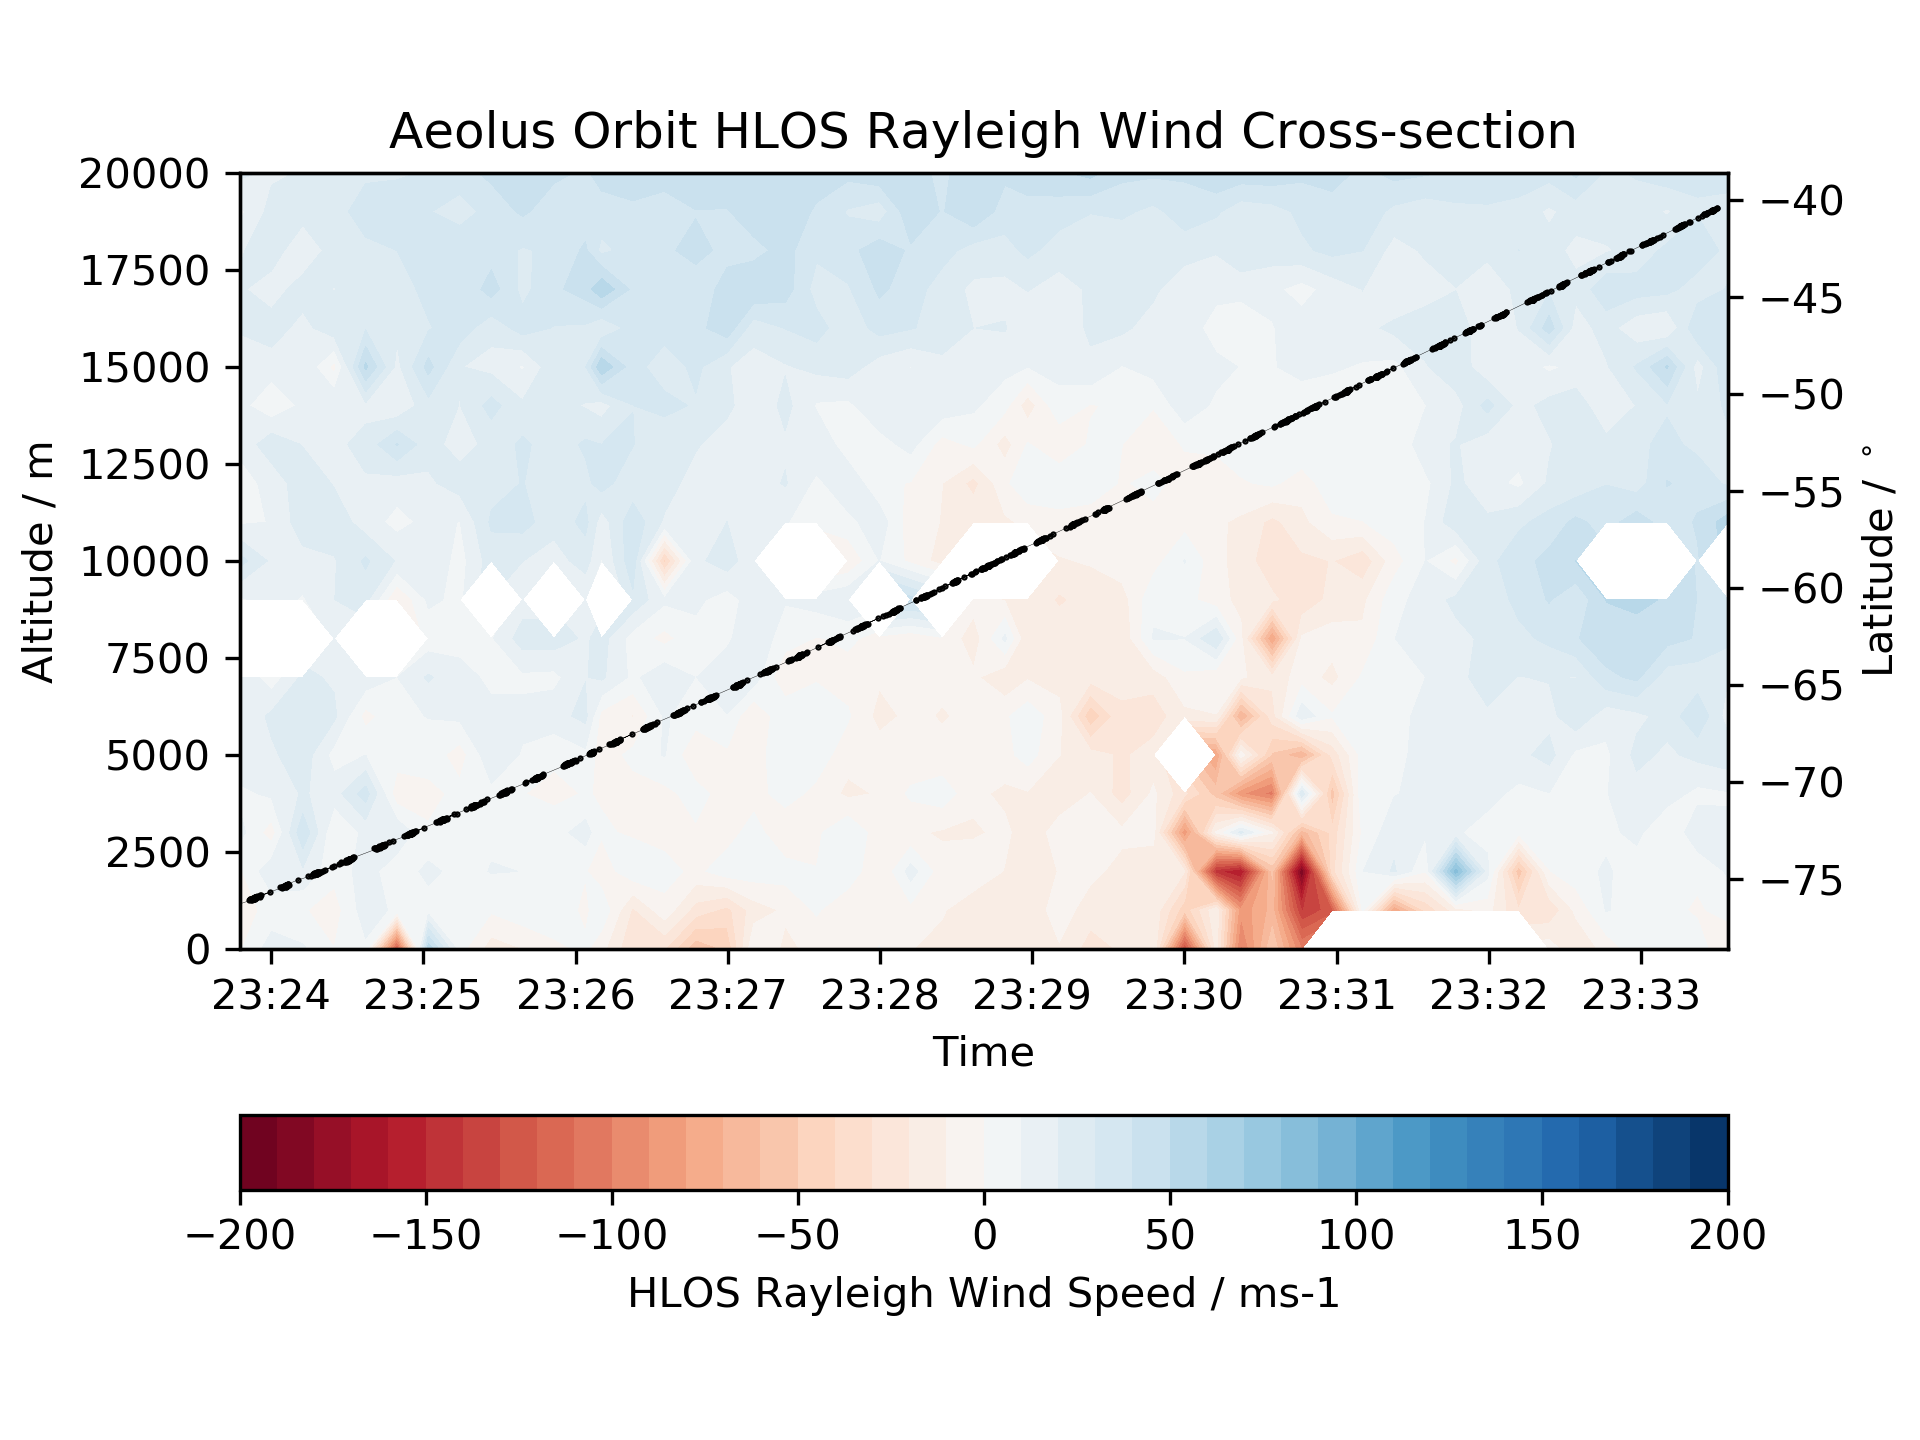 Aeolus Orbit HLOS Rayleigh Wind Cross-section
20000
17500
15000
12500
10000
7500
5000
2500
0
Altitude / m
−40
−45
−50
−55
−60
−65
−70
−75
Latitude / °
23:24 23:25 23:26 23:27 23:28 23:29 23:30 23:31 23:32 23:33
Time
−200 −150 −100 −50 0 50 100 150 200
HLOS Rayleigh Wind Speed / ms-1